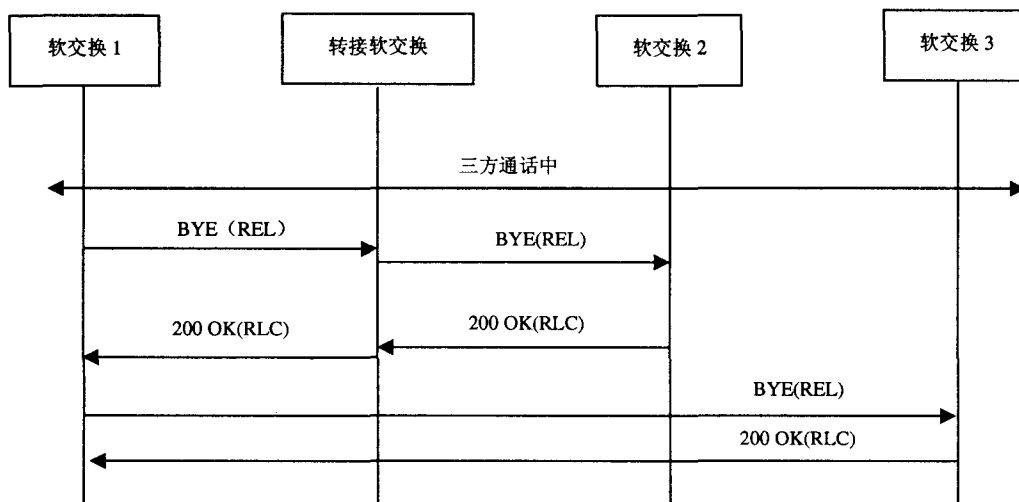 软交换 1
转接软交换
软交换 2
软交换 3
三方通话中
BYE（REL）
BYE(REL)
200 OK(RLC)
200 OK(RLC)
BYE(REL)
200 OK(RLC)